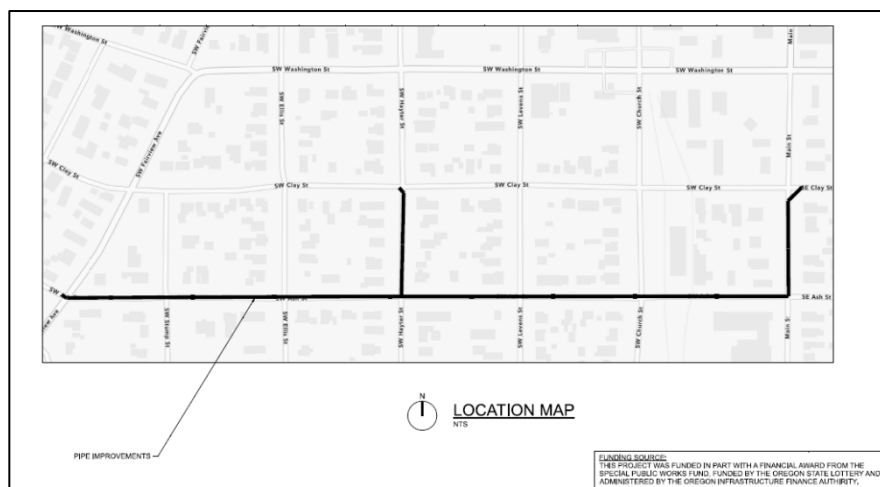 SW Washington St
SW Fairv
Main
SW Washington St
SW Washington St
SW Washington St
SW Ellis St
SW Hayter St
SW Levens St
SW Church St
SW Fairview Ave
Main St
SW Clay St
SW Clay St
SW Clay St
SW Clay St
SE Clay St
SW
SW Ash St
SE Ash St
view Ave
SW Stump St
SW Ellis St
SW Hayter St
SW Levens St
SW Church St
Main S
N
LOCATION MAP
NTS
PIPE IMPROVEMENTS
FUNDING SOURCE:
THIS PROJECT WAS FUNDED IN PART WITH A FINANCIAL AWARD FROM THE
SPECIAL PUBLIC WORKS FUND, FUNDED BY THE OREGON STATE LOTTERY AND
ADMINISTERED BY THE OREGON INFRASTRUCTURE FINANCE AUTHIRITY.